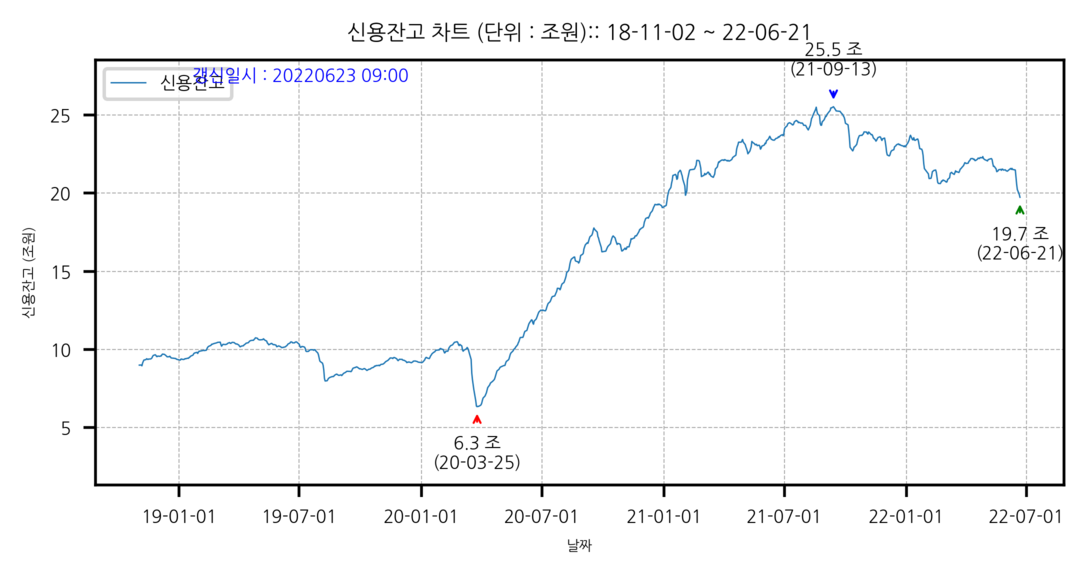 신용잔고 차트 (단위 : 조원):: 18-11-02 ~ 22-06-21
25.5 조
(21-09-13)
신용잔고
갱신일시 : 20220623 09:00
25
20
15
10
5
신용잔고 (조원)
19.7 조
(22-06-21)
6.3 조
(20-03-25)
19-01-01
19-07-01
20-01-01
20-07-01
21-01-01
21-07-01
22-01-01
22-07-01
날짜